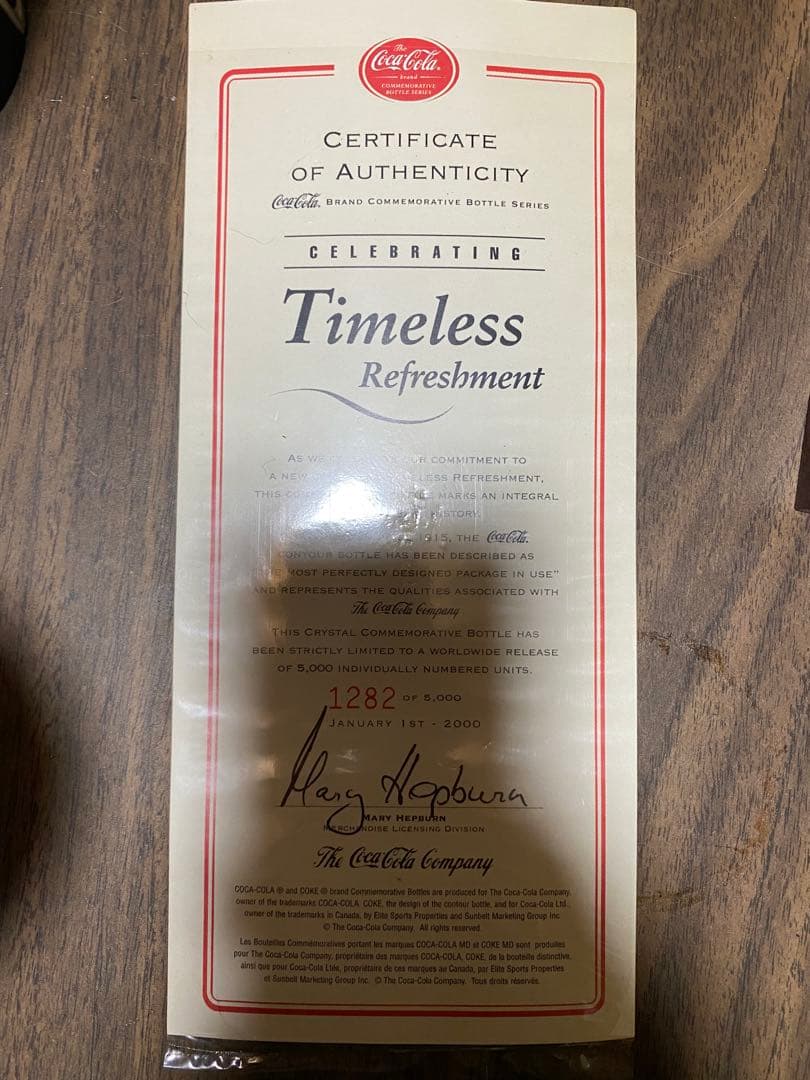 The
Coca-Cola
brand
COMMEMORATIVE
BOTTLE SERIES
CERTIFICATE
OF AUTHENTICITY
Coca-Cola BRAND COMMEMORATIVE BOTTLE SERIES
CELEBRATING
Timeless
Refreshment
AS WE OUR COMMITMENT TO
A NEW TIMELESS REFRESHMENT,
THIS MARKS AN INTEGRAL
HISTORY.
1915, THE Coca-Cola
CONTOUR BOTTLE HAS BEEN DESCRIBED AS
MOST PERFECTLY DESIGNED PACKAGE IN USE"
AND REPRESENTS THE QUALITIES ASSOCIATED WITH
The Coca-Cola Company
THIS CRYSTAL COMMEMORATIVE BOTTLE HAS
BEEN STRICTLY LIMITED TO A WORLDWIDE RELEASE
OF 5,000 INDIVIDUALLY NUMBERED UNITS.
1282 OF 5,000
JANUARY 1ST - 2000
Mary Hepburn
MARY HEPBURN
MERCHANDISE LICENSING DIVISION
The Coca-Cola Company
COCA-COLA ® and COKE ® brand Commemorative Bottles are produced for The Coca-Cola Company,
owner of the trademarks COCA-COLA, COKE, the design of the contour bottle, and for Coca-Cola Ltd.,
owner of the trademarks in Canada, by Elite Sports Properties and Sunbelt Marketing Group Inc.
© The Coca-Cola Company. All rights reserved.
Les Bouteilles Commémoratives portant les marques COCA-COLA MD et COKE MD sont produites
pour The Coca-Cola Company, propriétaire des marques COCA-COLA, COKE, de la bouteille distinctive,
ainsi que pour Coca-Cola Ltée, propriétaire de ces marques au Canada, par Elite Sports Properties
et Sunbelt Marketing Group Inc. © The Coca-Cola Company. Tous droits réservés.